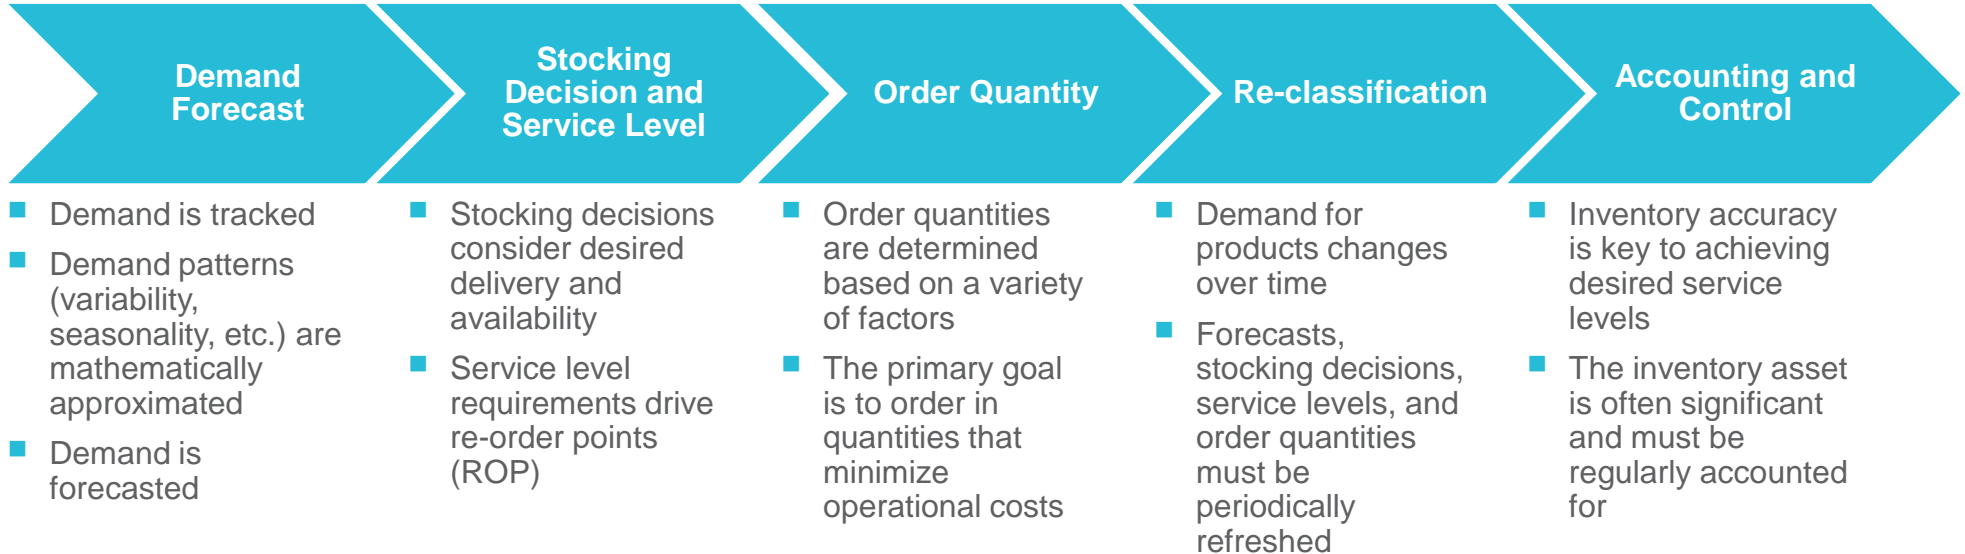 Demand
Forecast
Stocking
Decision and
Service Level
Order Quantity
Re-classification
Accounting and
Control
Demand is tracked
Demand patterns
(variability,
seasonality, etc.) are
mathematically
approximated
Demand is
forecasted
Stocking decisions
consider desired
delivery and
availability
Service level
requirements drive
re-order points
(ROP)
Order quantities
are determined
based on a variety
of factors
The primary goal
is to order in
quantities that
minimize
operational costs
Demand for
products changes
over time
Forecasts,
stocking decisions,
service levels, and
order quantities
must be
periodically
refreshed
Inventory accuracy
is key to achieving
desired service
levels
The inventory asset
is often significant
and must be
regularly accounted
for